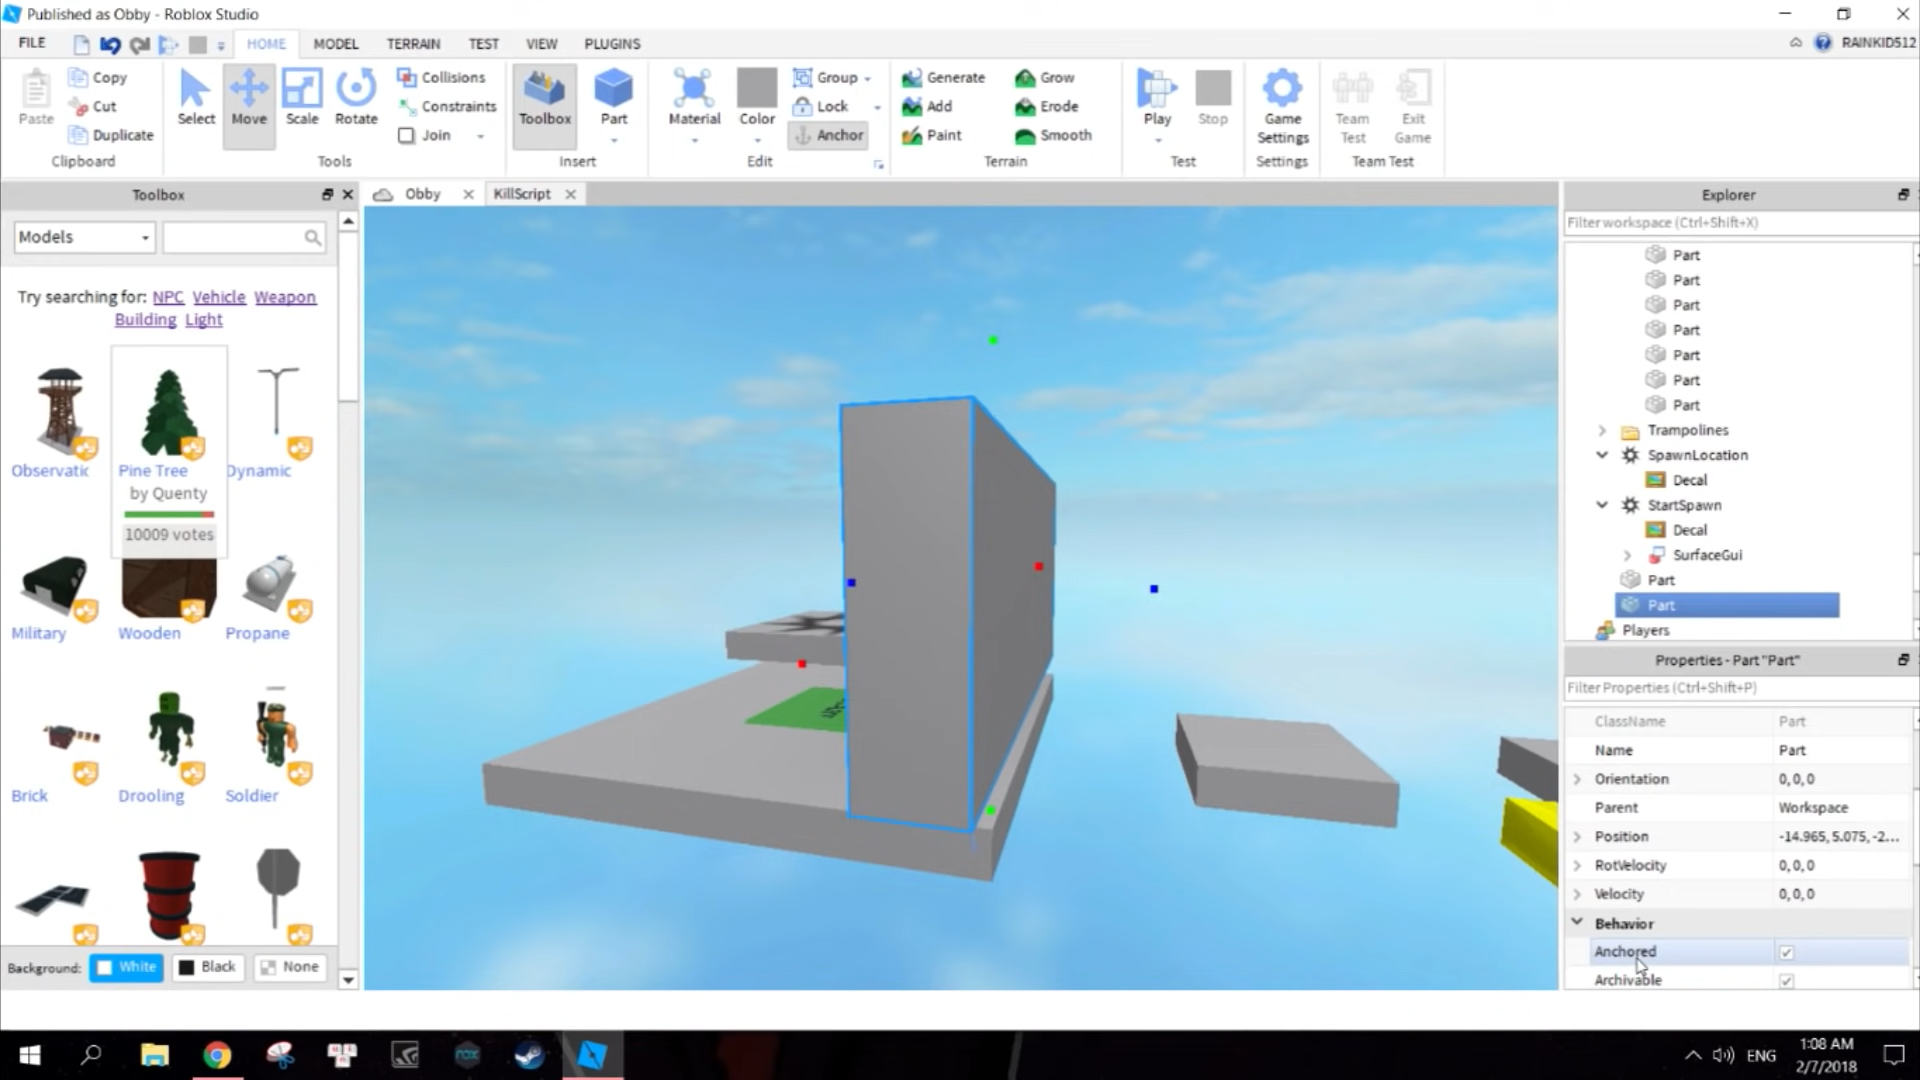 Published as Obby - Roblox Studio
FILE
HOME
MODEL
TERRAIN
TEST
VIEW
PLUGINS
RAINKID512
Paste
Copy
Cut
Duplicate
Clipboard
Select
Move
Scale
Rotate
Collisions
Constraints
Join
Tools
Toolbox
Part
Insert
Material
Color
Group
Lock
Anchor
Edit
Generate
Add
Paint
Grow
Erode
Smooth
Terrain
Play
Stop
Test
Game
Settings
Settings
Team
Test
Exit
Game
Team Test
Toolbox
Models
Try searching for: NPC Vehicle Weapon
Building Light
Observatic
Pine Tree
Dynamic
by Quenty
10009 votes
Military
Wooden
Propane
Brick
Drooling
Soldier
Background:
White
Black
None
Obby
KillScript
Explorer
Filter workspace (Ctrl+Shift+X)
Part
Part
Part
Part
Part
Part
Part
Trampolines
SpawnLocation
Decal
StartSpawn
Decal
SurfaceGui
Part
Part
Players
Properties - Part "Part"
Filter Properties (Ctrl+Shift+P)
ClassName Part
Name Part
Orientation 0,0,0
Parent Workspace
Position -14.965, 5.075, -2...
RotVelocity 0,0,0
Velocity 0,0,0
Behavior
Anchored
Archivable
nox
ENG
1:08 AM
2/7/2018